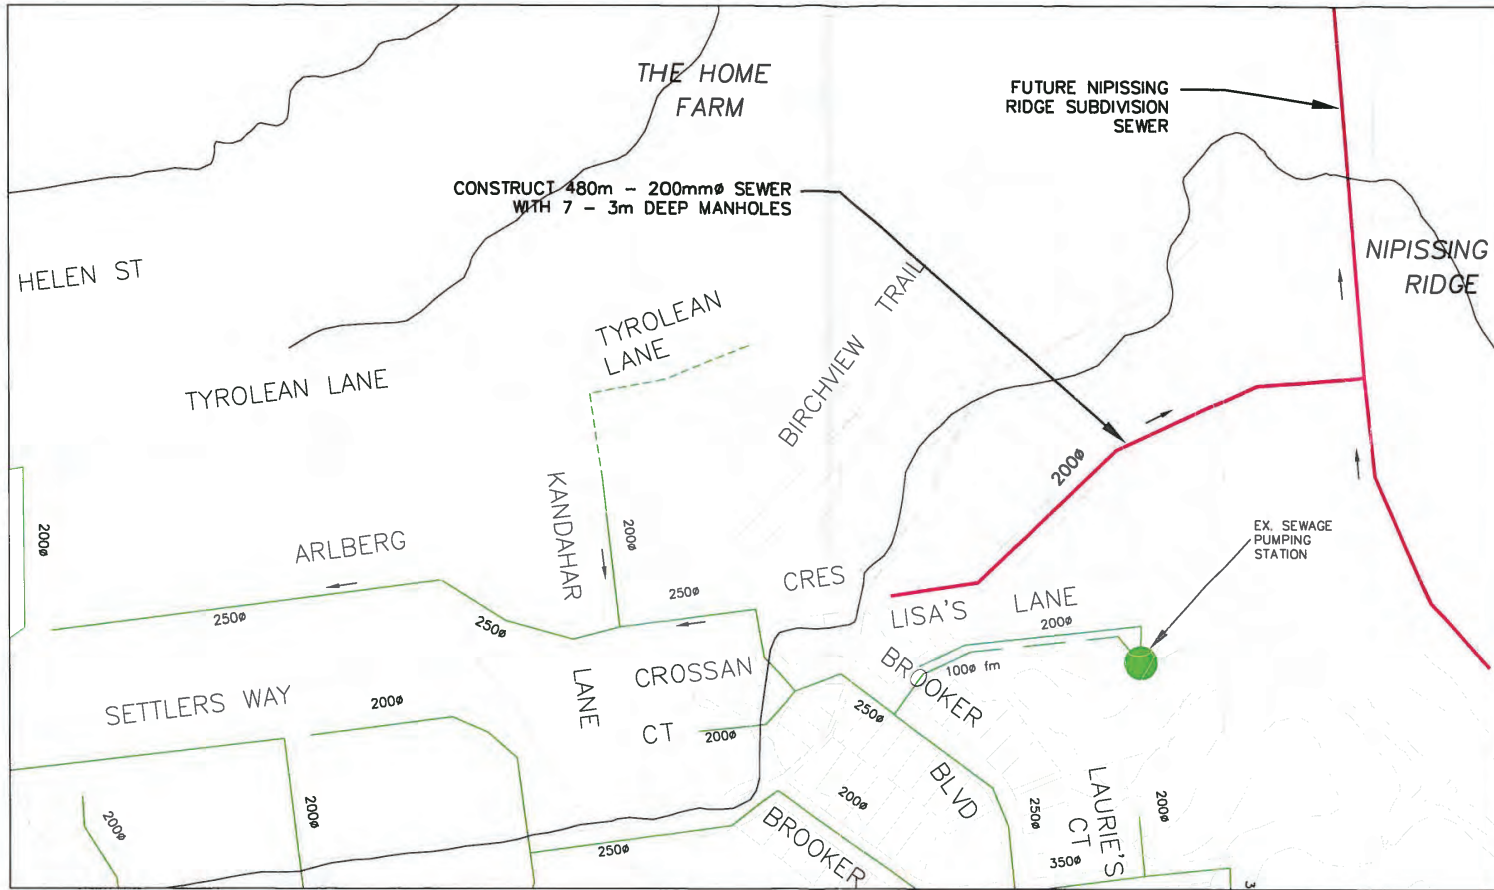 THE HOME
FARM
FUTURE NIPISSING
RIDGE SUBDIVISION
SEWER
CONSTRUCT 480m - 200mmø SEWER
WITH 7 - 3m DEEP MANHOLES
HELEN ST
NIPISSING
RIDGE
TYROLEAN
LANE
BIRCHVIEW TRAIL
TYROLEAN LANE
200ø
KANDAHAR
200ø
200ø
ARLBERG
EX. SEWAGE
PUMPING
STATION
CRES
250ø
250ø
250ø
LISA'S LANE
200ø
100ø fm
BROOKER
CROSSAN
CT
200ø
LANE
SETTLERS WAY
200ø
250ø
BLVD
200ø
200ø
200ø
BROOKER
250ø
250ø
LAURIE'S
CT
200ø
350ø
3